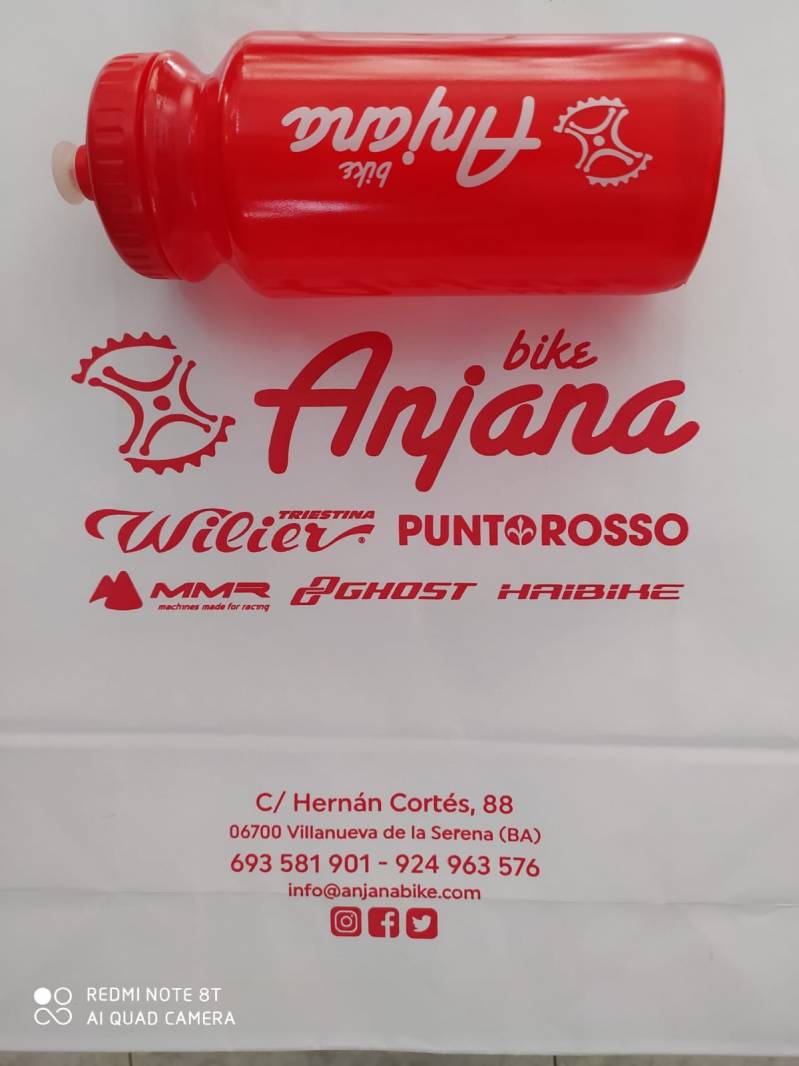 Anjana
bike
bike
Anjana
Wilier TRIESTINA ®
PUNTOROSSO
MMR
machines made for racing
GHOST
HAIBIKE
C/ Hernán Cortés, 88
06700 Villanueva de la Serena (BA)
693 581 901 - 924 963 576
info@anjanabike.com
REDMI NOTE 8T
AI QUAD CAMERA